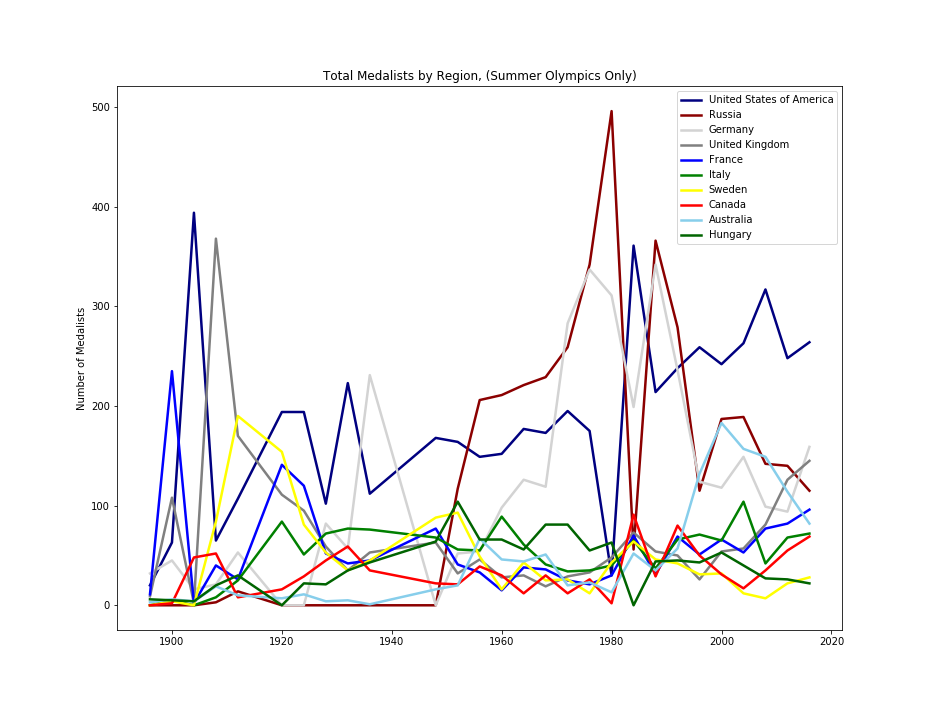 Total Medalists by Region, (Summer Olympics Only)
Number of Medalists
500
400
300
200
100
0
1900
1920
1940
1960
1980
2000
2020
United States of America
Russia
Germany
United Kingdom
France
Italy
Sweden
Canada
Australia
Hungary